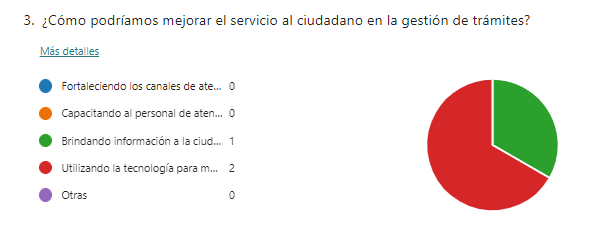 3. ¿Cómo podríamos mejorar el servicio al ciudadano en la gestión de trámites?
Más detalles
Fortaleciendo los canales de ate... 0
Capacitando al personal de aten... 0
Brindando información a la ciud... 1
Utilizando la tecnología para m... 2
Otras 0